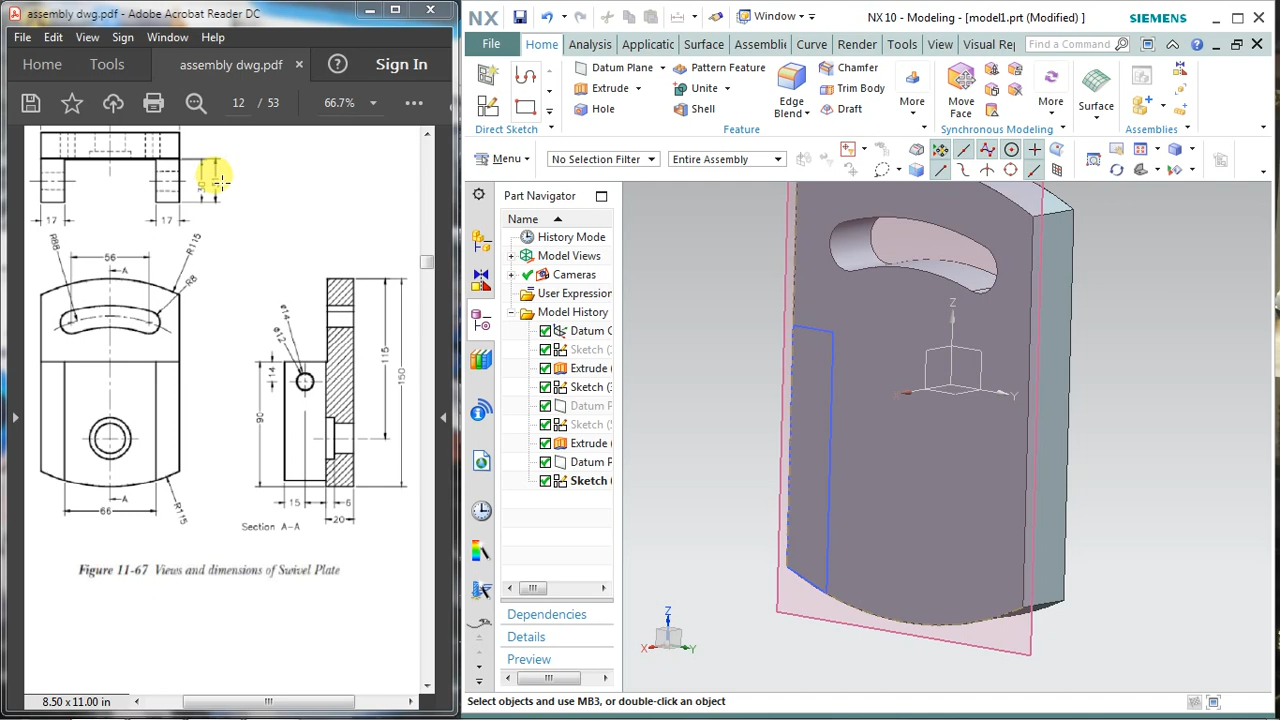 assembly dwg.pdf - Adobe Acrobat Reader DC
File Edit View Sign Window Help
Home Tools assembly dwg.pdf × ? Sign In
12 / 53 66.7%
30
17 17
R88 56 A R115
R8
66 A R115
ø14
ø12
14
90
115
150
15 6
20
Section A-A
Figure 11-67 Views and dimensions of Swivel Plate
8.50 x 11.00 in
NX Window NX 10 - Modeling - [model1.prt (Modified) ] SIEMENS
File Home Analysis Applicatic Surface Assembli Curve Render Tools View Visual Re Find a Command
Datum Plane Pattern Feature Chamfer
Extrude Unite Trim Body
Hole Shell Draft
Edge Blend More Move Face More Surface
Direct Sketch Feature Synchronous Modeling Assemblies
Menu No Selection Filter Entire Assembly
Part Navigator
Name
History Mode
Model Views
Cameras
User Expression
Model History
Datum C
Sketch (
Extrude
Sketch (3
Datum P
Sketch (5
Extrude
Datum P
Sketch (
Dependencies
Details
Preview
Z
Y
Z
X Y
Select objects and use MB3, or double-click an object